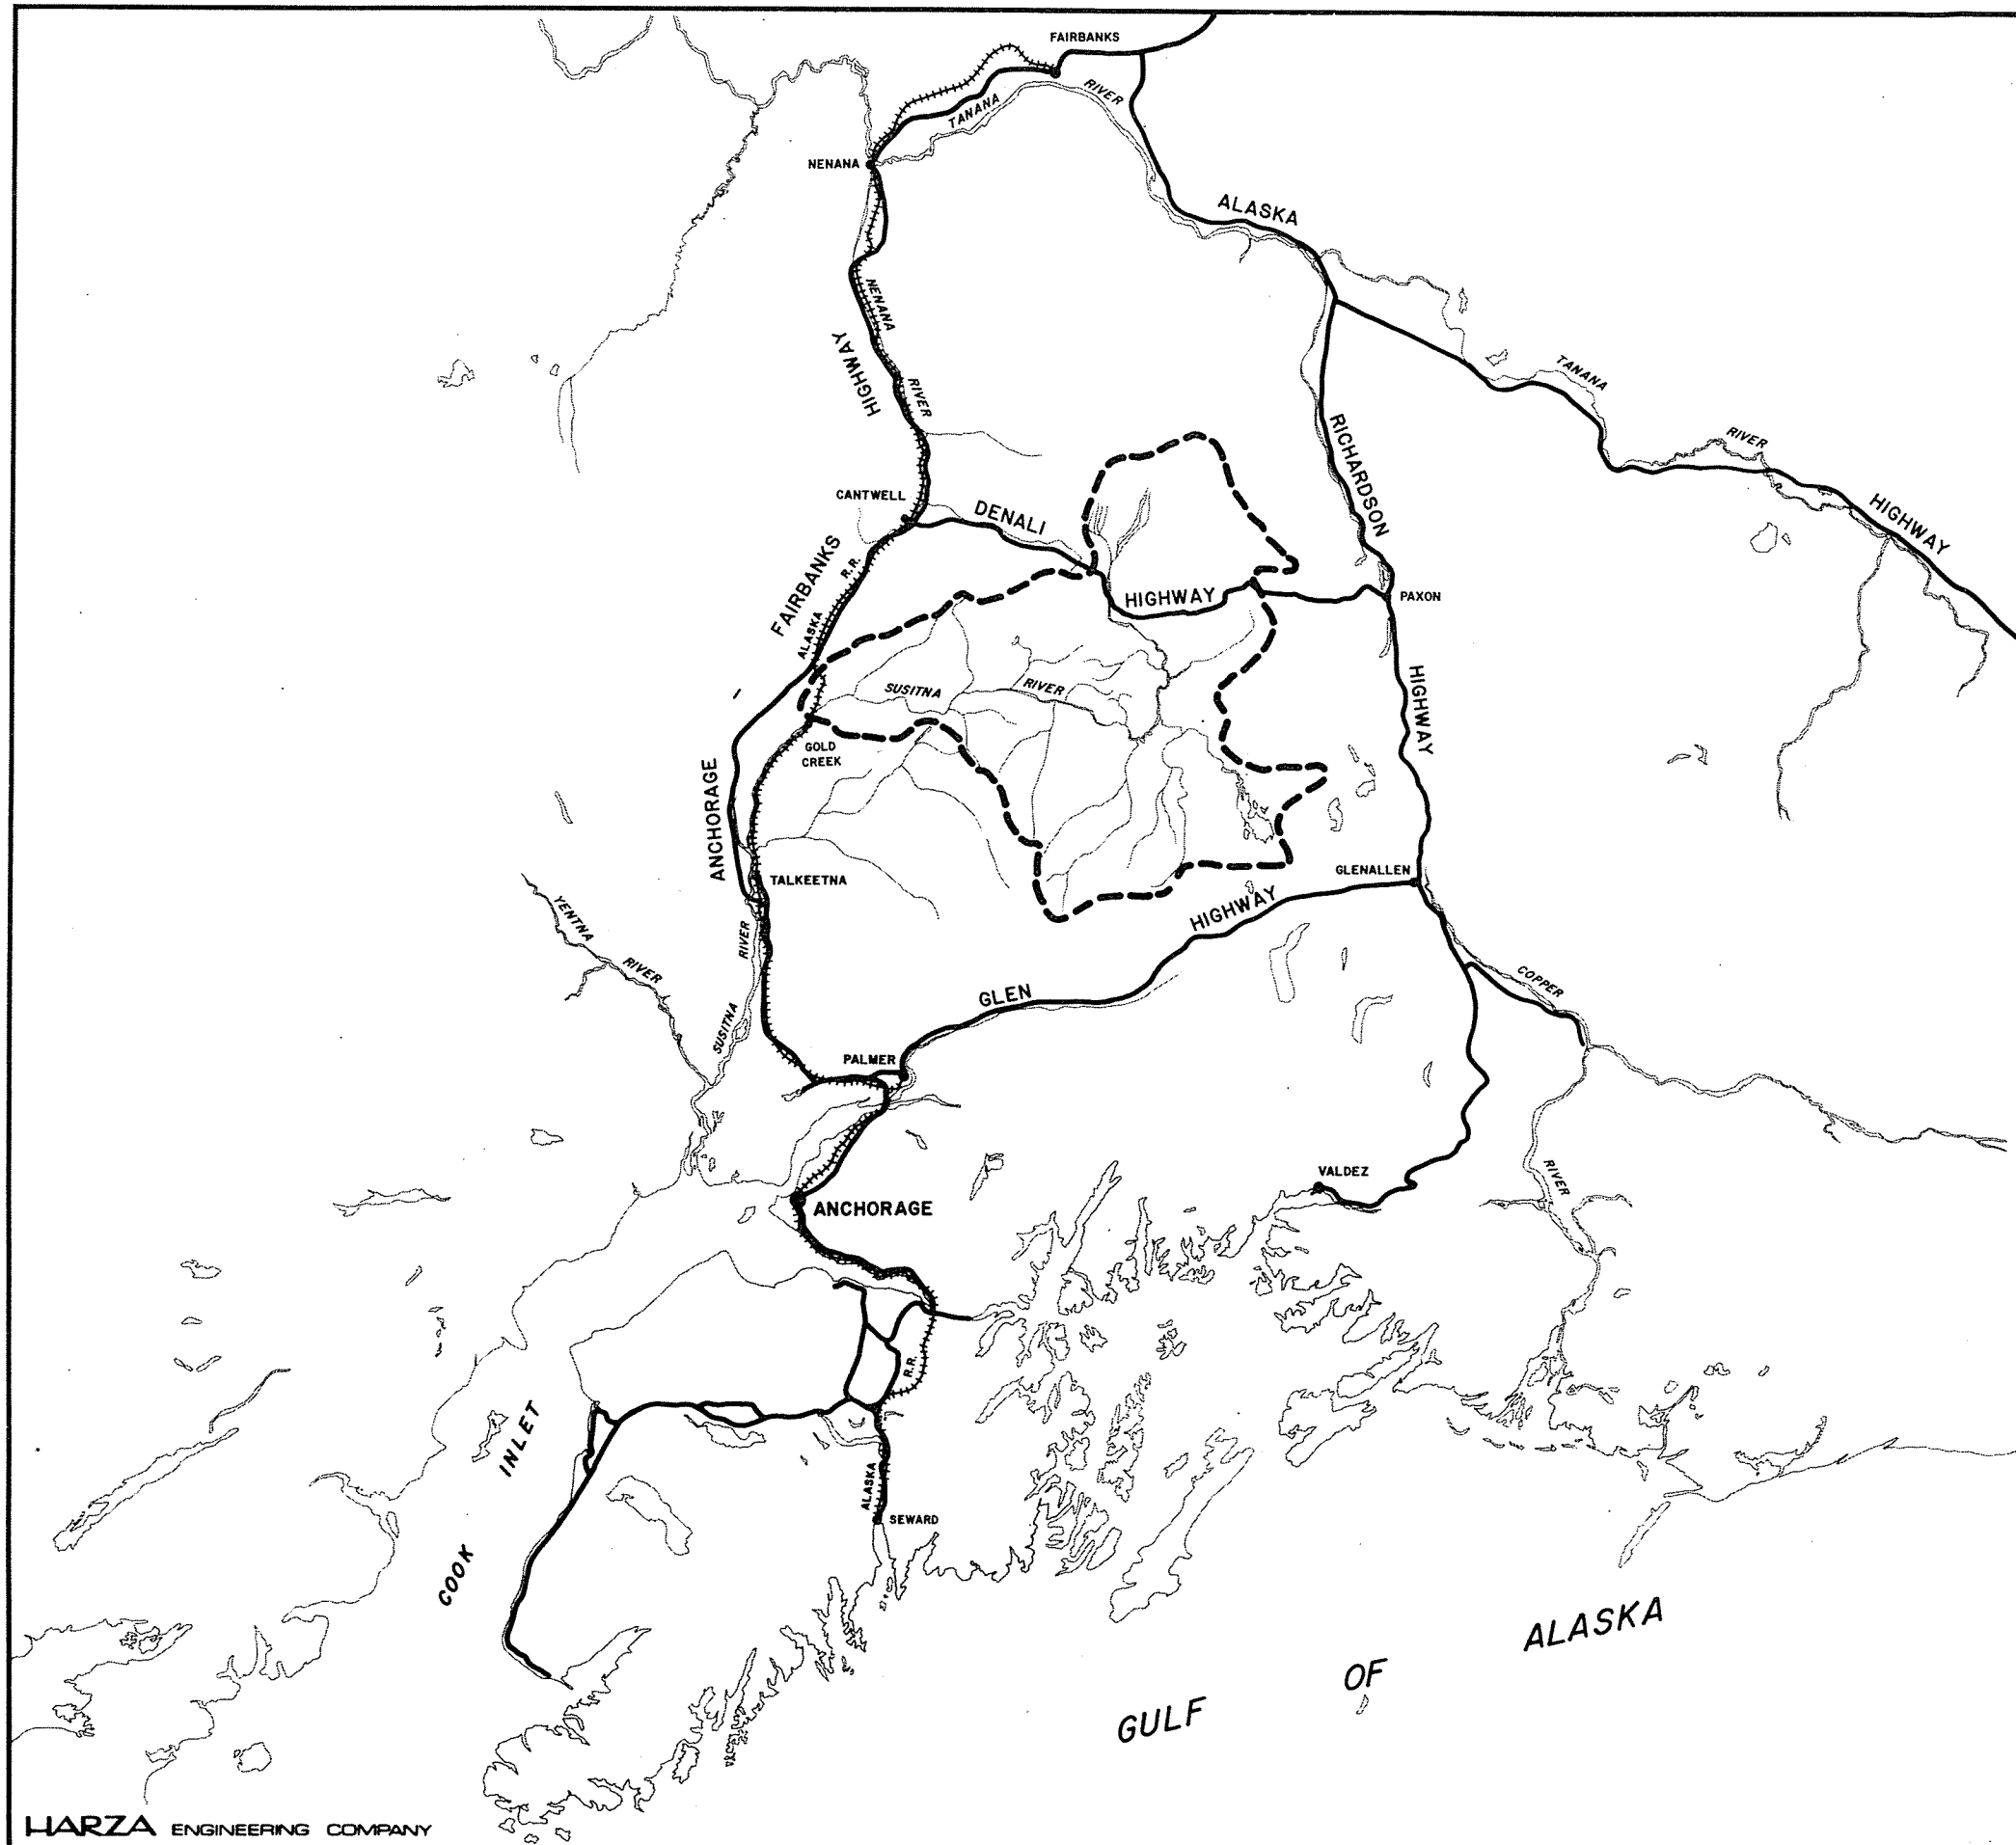 FAIRBANKS
TANANA
RIVER
NENANA
ALASKA
NENANA
RIVER
HIGHWAY
TANANA
RIVER
HIGHWAY
RICHARDSON
CANTWELL
DENALI
HIGHWAY
PAXON
FAIRBANKS
ALASKA
R.R.
SUSITNA
RIVER
HIGHWAY
GOLD
CREEK
ANCHORAGE
TALKEETNA
GLENALLEN
YENTNA
RIVER
RIVER
SUSITNA
HIGHWAY
GLEN
COPPER
PALMER
VALDEZ
RIVER
ANCHORAGE
R.R.
INLET
COOK
ALASKA
SEWARD
ALASKA
OF
GULF
HARZA ENGINEERING COMPANY